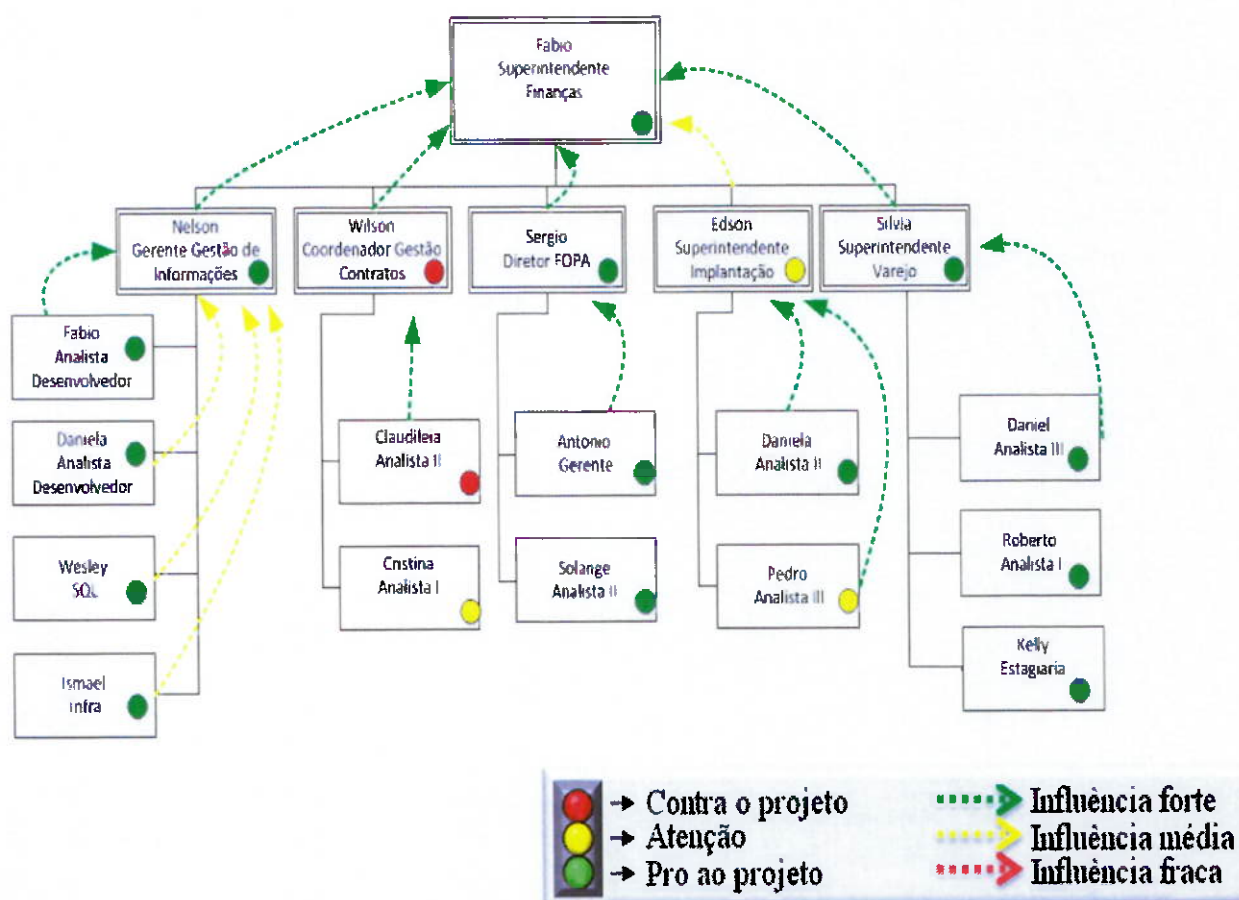 Fabio
Superintendente
Finanças
Nelson
Gerente Gestão de
Informações
Wilson
Coordenador Gestão
Contratos
Sergio
Diretor FOPA
Edson
Superintendente
Implantação
Silvia
Superintendente
Varejo
Fabio
Analista
Desenvolvedor
Daniela
Analista
Desenvolvedor
Wesley
SQL
Ismael
Infra
Claudileia
Analista II
Cristina
Analista I
Antonio
Gerente
Solange
Analista II
Daniela
Analista II
Pedro
Analista III
Daniel
Analista III
Roberto
Analista I
Kelly
Estagiaria
Contra o projeto
Atenção
Pro ao projeto
Influència forte
Influència média
Influència fraca